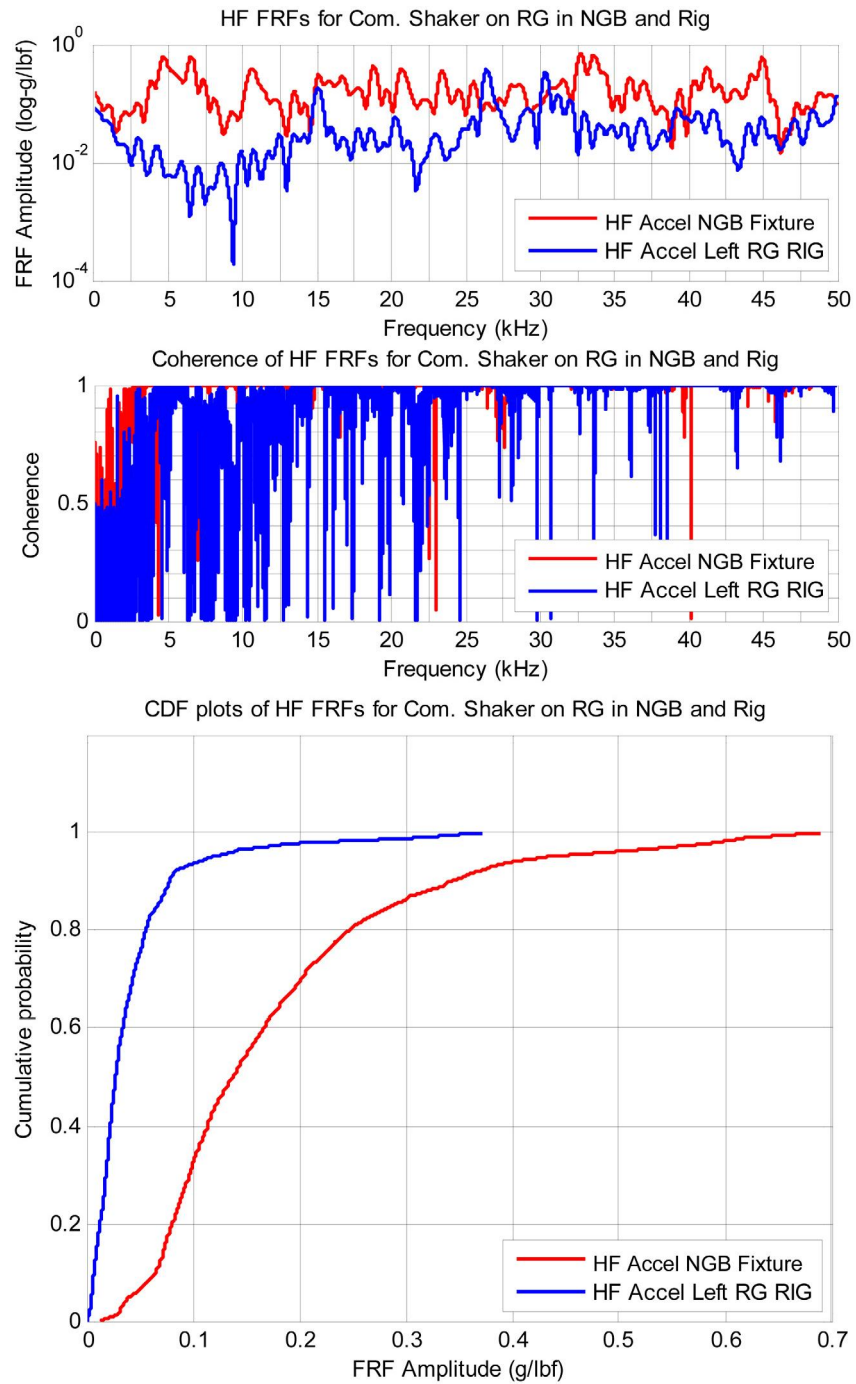 HF FRFs for Com. Shaker on RG in NGB and Rig
FRF Amplitude (log-g/lbf)
10^0
10^-2
10^-4
HF Accel NGB Fixture
HF Accel Left RG RIG
0 5 10 15 20 25 30 35 40 45 50
Frequency (kHz)
Coherence of HF FRFs for Com. Shaker on RG in NGB and Rig
Coherence
1
0.5
0
HF Accel NGB Fixture
HF Accel Left RG RIG
0 5 10 15 20 25 30 35 40 45 50
Frequency (kHz)
CDF plots of HF FRFs for Com. Shaker on RG in NGB and Rig
Cumulative probability
1
0.8
0.6
0.4
0.2
0
HF Accel NGB Fixture
HF Accel Left RG RIG
0 0.1 0.2 0.3 0.4 0.5 0.6 0.7
FRF Amplitude (g/lbf)